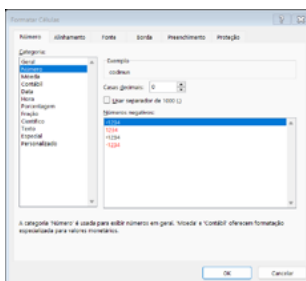 Formatar Células
Número Alinhamento Fonte Borda Preenchimento Proteção
Categoria:
Geral
Número
Moeda
Contábil
Data
Hora
Porcentagem
Fração
Científico
Texto
Especial
Personalizado
Exemplo
Casas decimais: 0
Usar separador de 1000 (.)
Números negativos:
-1234
1234
-1234
-1234
A categoria 'Número' é usada para exibir números em geral. 'Moeda' e 'Contábil' oferecem formatação
especializada para valores monetários.
OK Cancelar